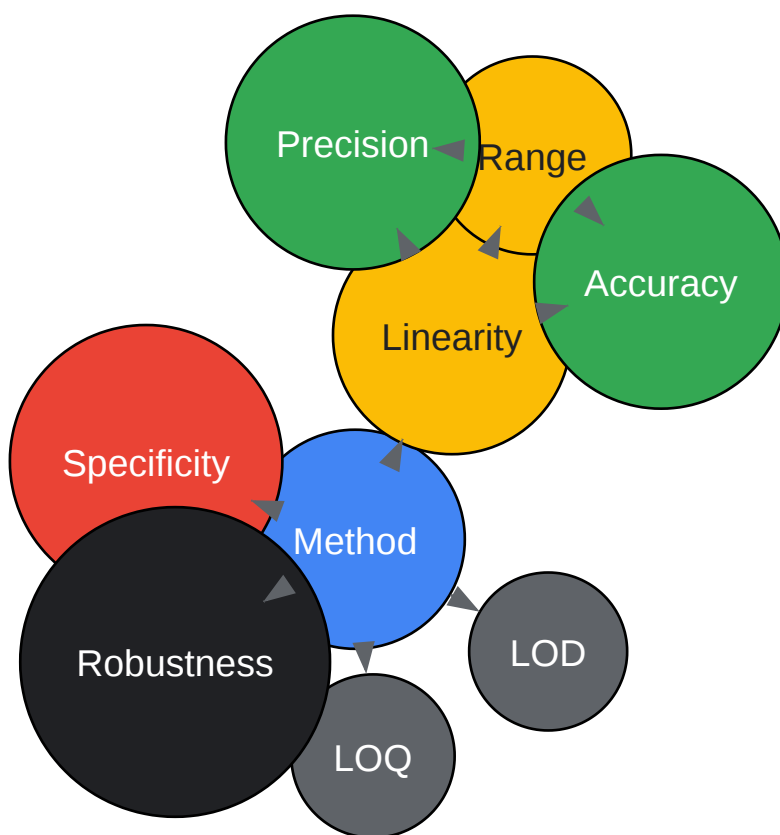 Precision
Range
Accuracy
Linearity
Specificity
Method
Robustness
LOD
LOQ